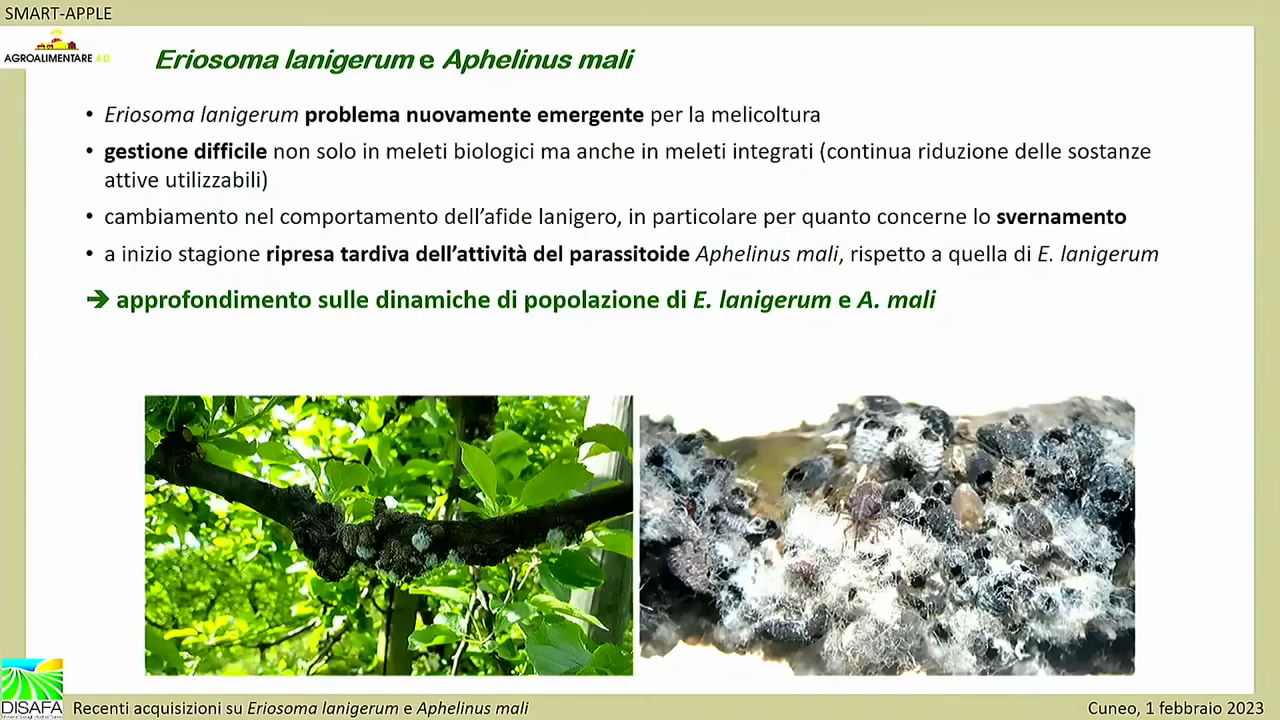 SMART-APPLE
AGROALIMENTARE 4.0
Eriosoma lanigerum e Aphelinus mali
• Eriosoma lanigerum problema nuovamente emergente per la melicoltura
• gestione difficile non solo in meleti biologici ma anche in meleti integrati (continua riduzione delle sostanze
attive utilizzabili)
• cambiamento nel comportamento dell’afide lanigero, in particolare per quanto concerne lo svernamento
• a inizio stagione ripresa tardiva dell’attività del parassitoide Aphelinus mali, rispetto a quella di E. lanigerum
➔ approfondimento sulle dinamiche di popolazione di E. lanigerum e A. mali
DISAFA
Recenti acquisizioni su Eriosoma lanigerum e Aphelinus mali
Cuneo, 1 febbraio 2023